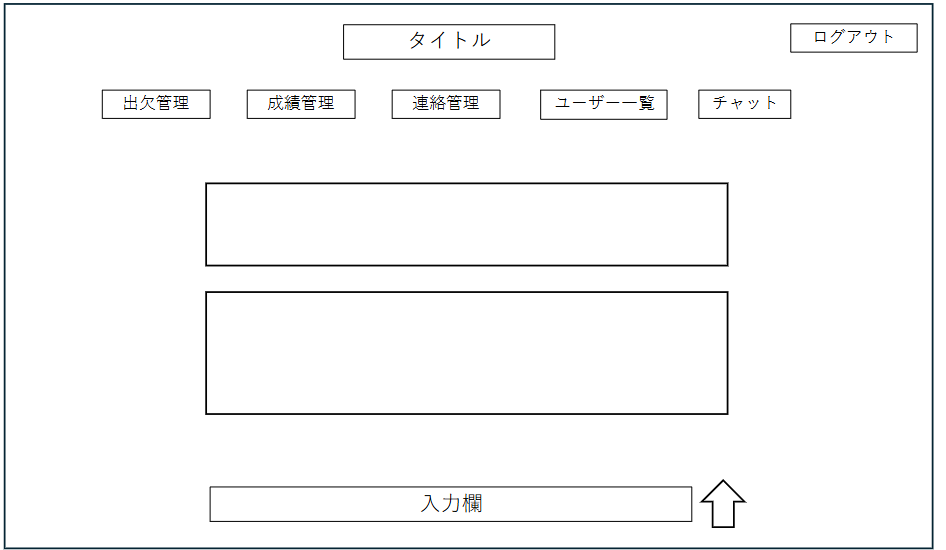 タイトル
ログアウト
出欠管理
成績管理
連絡管理
ユーザー一覧
チャット
入力欄